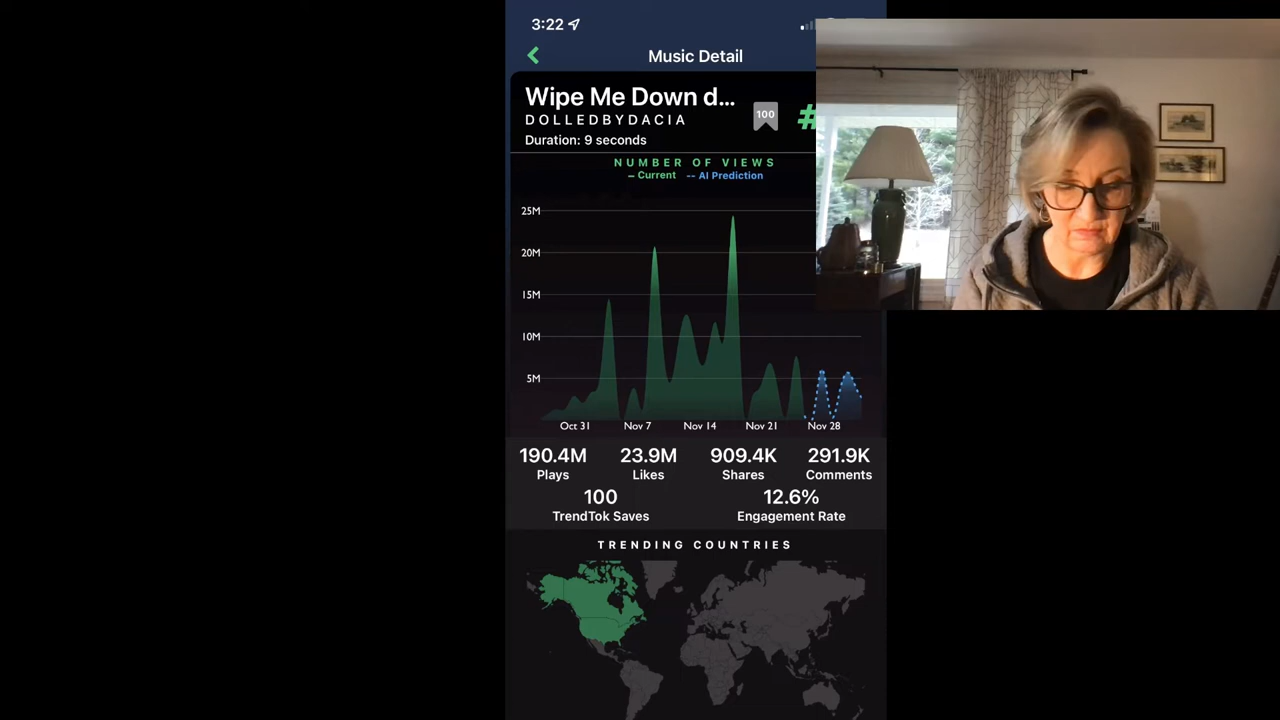 3:22
Music Detail
Wipe Me Down d...
DOLLEDBYDACIA
100
#
Duration: 9 seconds
NUMBER OF VIEWS
Current -- AI Prediction
25M
20M
15M
10M
5M
Oct 31 Nov 7 Nov 14 Nov 21 Nov 28
190.4M 23.9M 909.4K 291.9K
Plays Likes Shares Comments
100 12.6%
TrendTok Saves Engagement Rate
TRENDING COUNTRIES